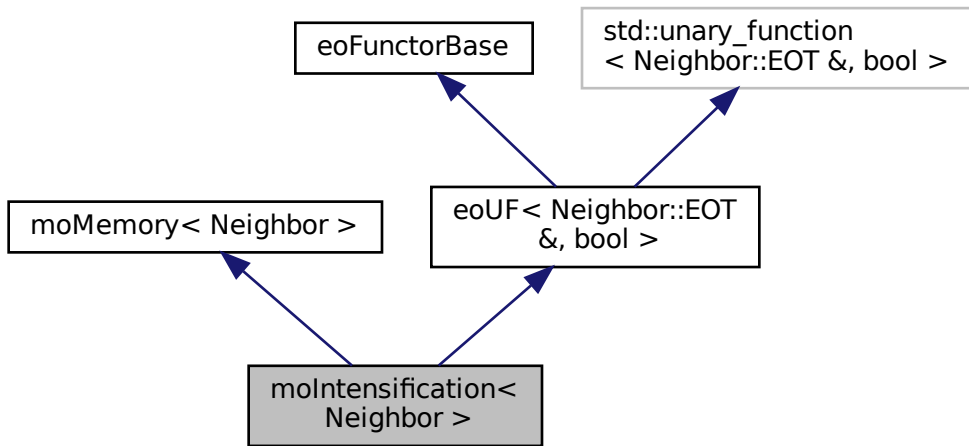 std::unary_function
< Neighbor::EOT &, bool >
eoFunctorBase
eoUF< Neighbor::EOT
&, bool >
moMemory< Neighbor >
moIntensification<
Neighbor >